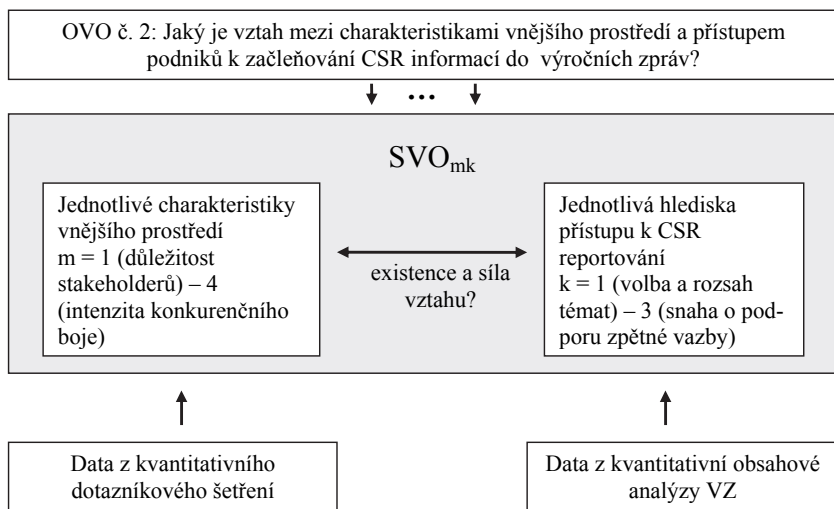 OVO č. 2: Jaký je vztah mezi charakteristikami vnějšího prostředí a přístupem
podniků k začleňování CSR informací do výročních zpráv?
...
SVOmk
Jednotlivé charakteristiky
vnějšího prostředí
m = 1 (důležitost
stakeholderů) – 4
(intenzita konkurenčního
boje)
existence a síla
vztahu?
Jednotlivá hlediska
přístupu k CSR
reportování
k = 1 (volba a rozsah
témat) – 3 (snaha o pod-
poru zpětné vazby)
Data z kvantitativního
dotazníkového šetření
Data z kvantitativní obsahové
analýzy VZ